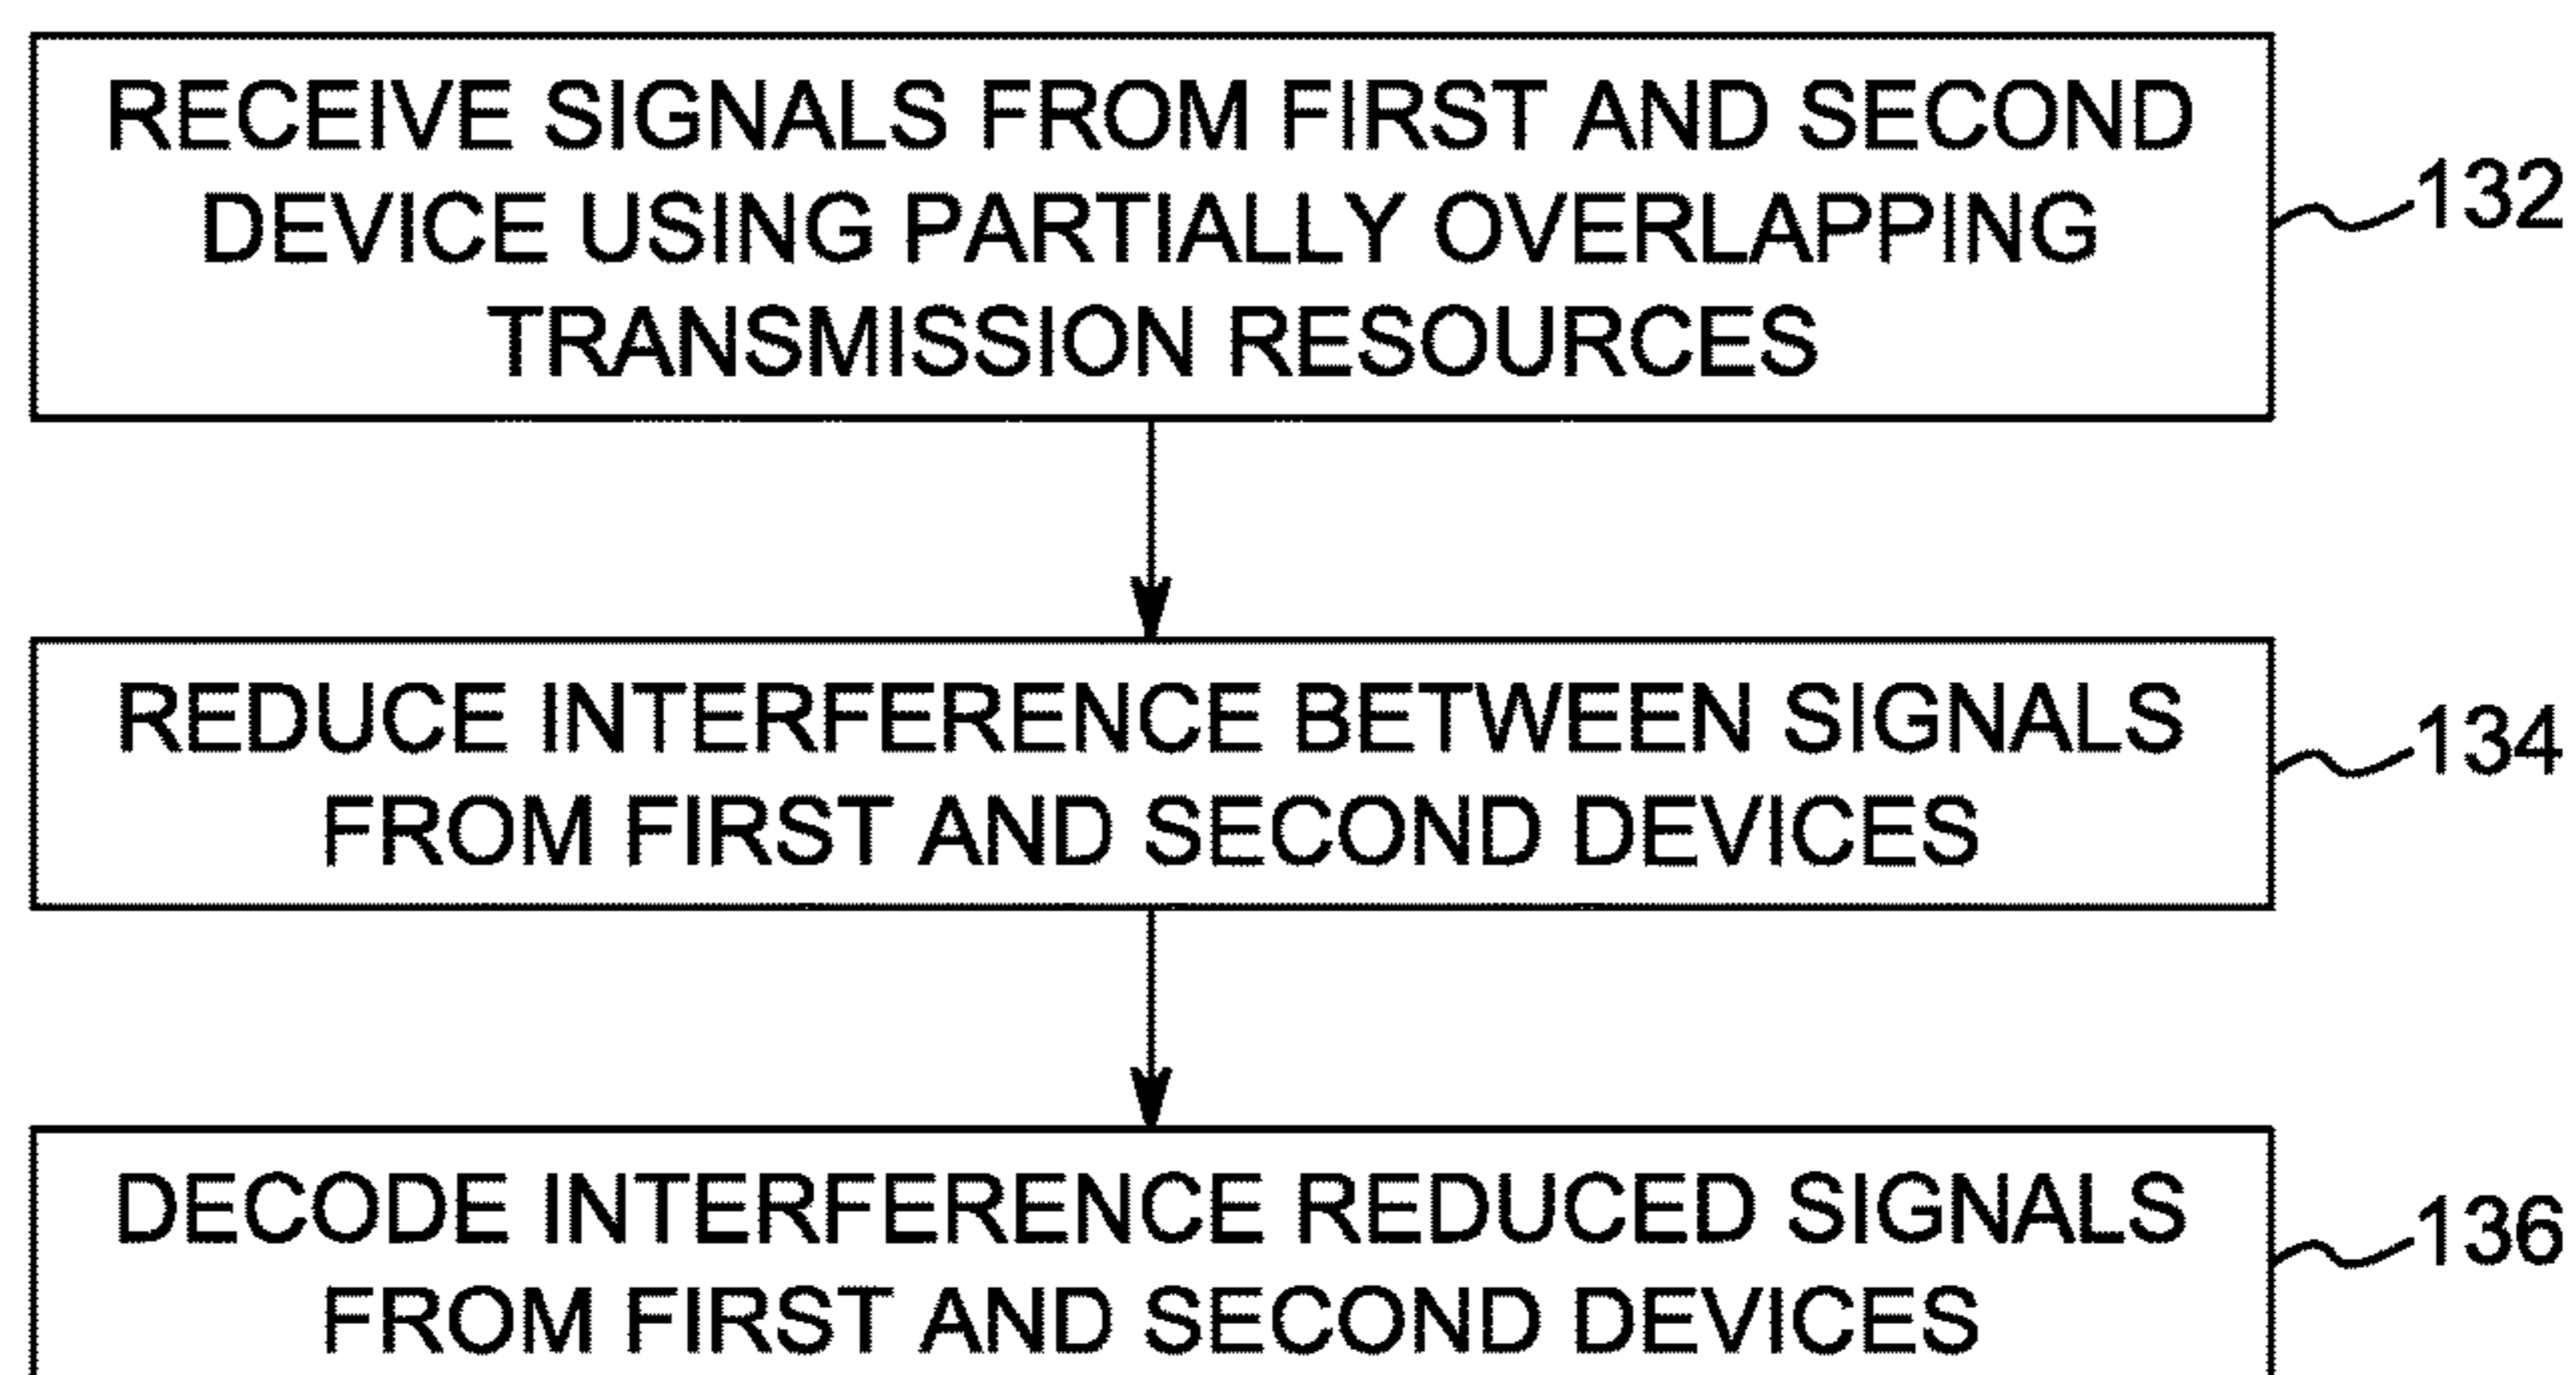 RECEIVE SIGNALS FROM FIRST AND SECOND
DEVICE USING PARTIALLY OVERLAPPING
TRANSMISSION RESOURCES
132
REDUCE INTERFERENCE BETWEEN SIGNALS
FROM FIRST AND SECOND DEVICES
134
DECODE INTERFERENCE REDUCED SIGNALS
FROM FIRST AND SECOND DEVICES
136